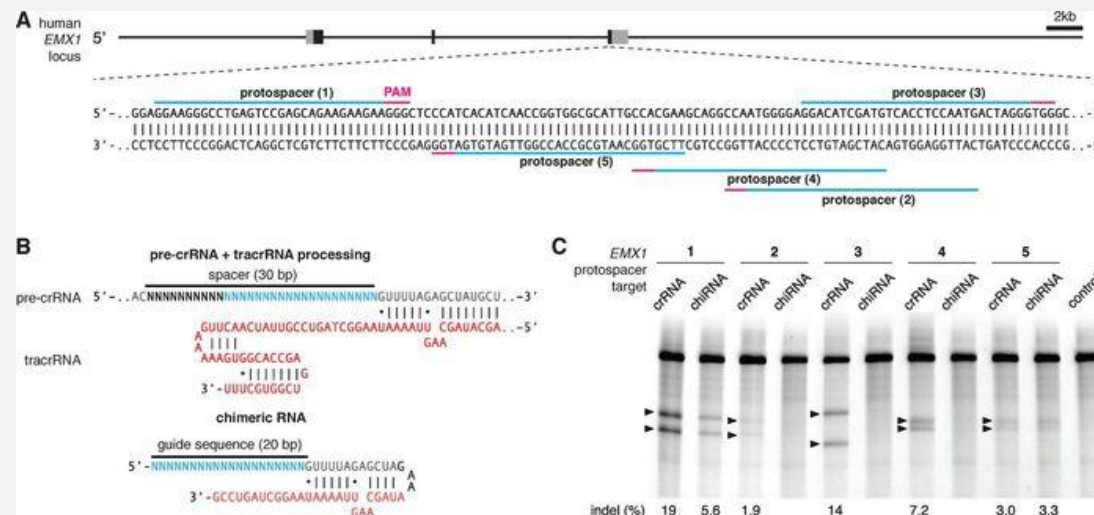 A
human
EMX1 5'
locus
2kb
protospacer (1) PAM protospacer (3)
5'-..GGAGGAAGGGCCTGAGTCCGAGCAGAAGAAGAAGGGCTCCCATCACATCAACCGGTGGCGCATTGCCACGAAGCAGGCCAATGGGGAGGACATCGATGTCACCTCCAATGACTAGGGTGGGC..-
3'-..CCTCCTTCCCGGACTCAGGCTCGTCTTCTTCTTCCCGAGGGTAGTGTAGTTGGCCACCGCGTAACGGTGCTTCGTCCGGTTACCCCTCCTGTAGCTACAGTGGAGGTTACTGATCCCACCCG..-
protospacer (5)
protospacer (4)
protospacer (2)
B
pre-crRNA + tracrRNA processing
spacer (30 bp)
pre-crRNA 5'-..ACNNNNNNNNNNNNNNNNNNNNNNNNNNNNNNGUUUUAGAGCUAUGCU..-3'
GUUCAACUAUUGCCUGAUCGGAAUAAAAUU CGAUACGA..-5'
A GAA
A
tracrRNA AAAGUGGCACCGA
G
3'-UUUCGUGGCU
chimeric RNA
guide sequence (20 bp)
5'-NNNNNNNNNNNNNNNNNNNNGUUUUAGAGCUAG
A
A
3'-GCCUGAUCGGAAUAAAAUU CGAUA
GAA
C
EMX1 1 2 3 4 5
protospacer
target
crRNA chiRNA crRNA chiRNA crRNA chiRNA crRNA chiRNA crRNA chiRNA
indel (%) 19 5.6 1.9 14 7.2 3.0 3.3